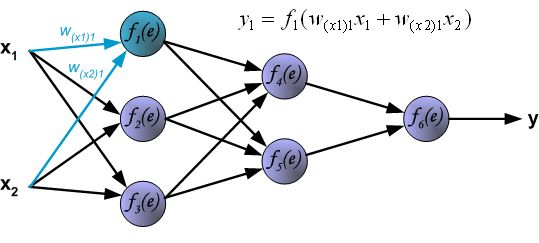 y₁ = f₁(w₍ₓ₁₎₁x₁ + w₍ₓ₂₎₁x₂)
w(x1)1
f₁(e)
x₁
w(x2)1
f₄(e)
f₂(e)
f₆(e)
y
f₅(e)
x₂
f₃(e)